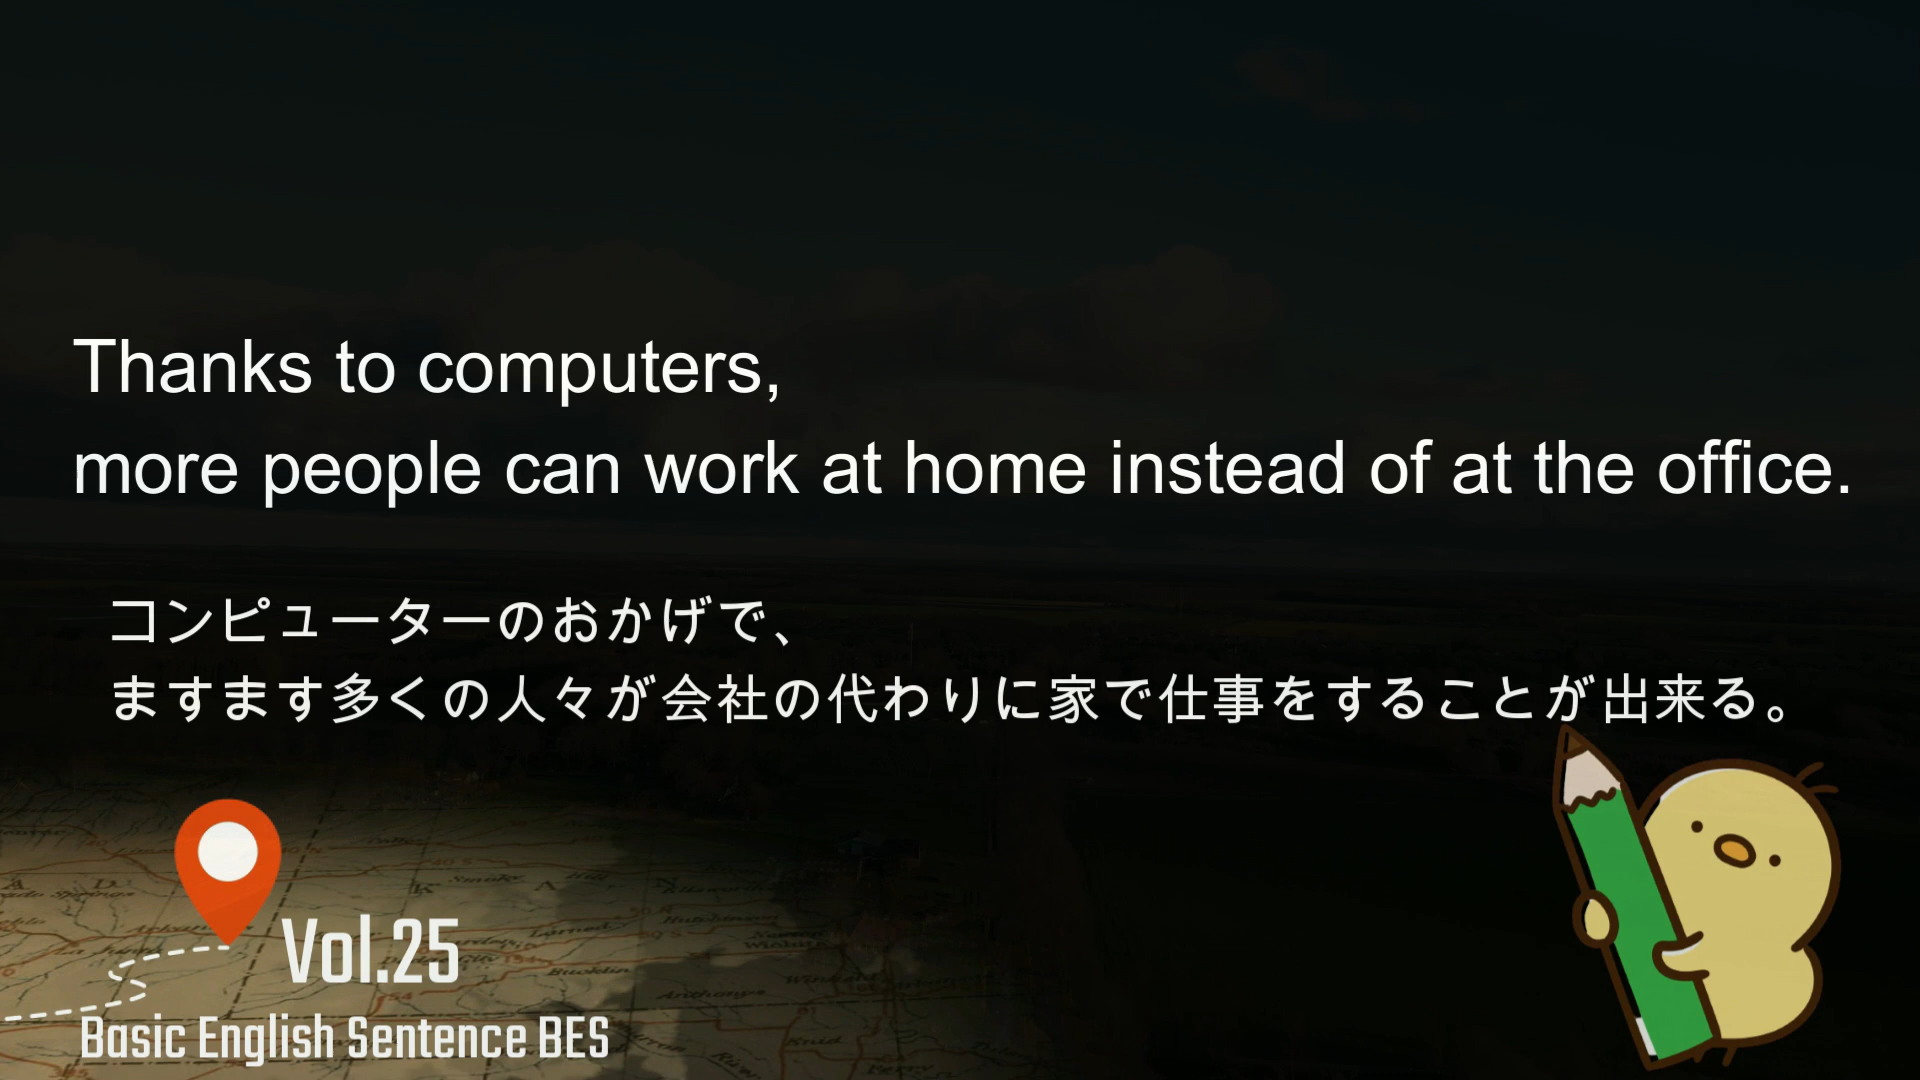 Thanks to computers,
more people can work at home instead of at the office.
コンピューターのおかげで、
ますます多くの人々が会社の代わりに家で仕事をすることが出来る。
Vol.25
Basic English Sentence BES